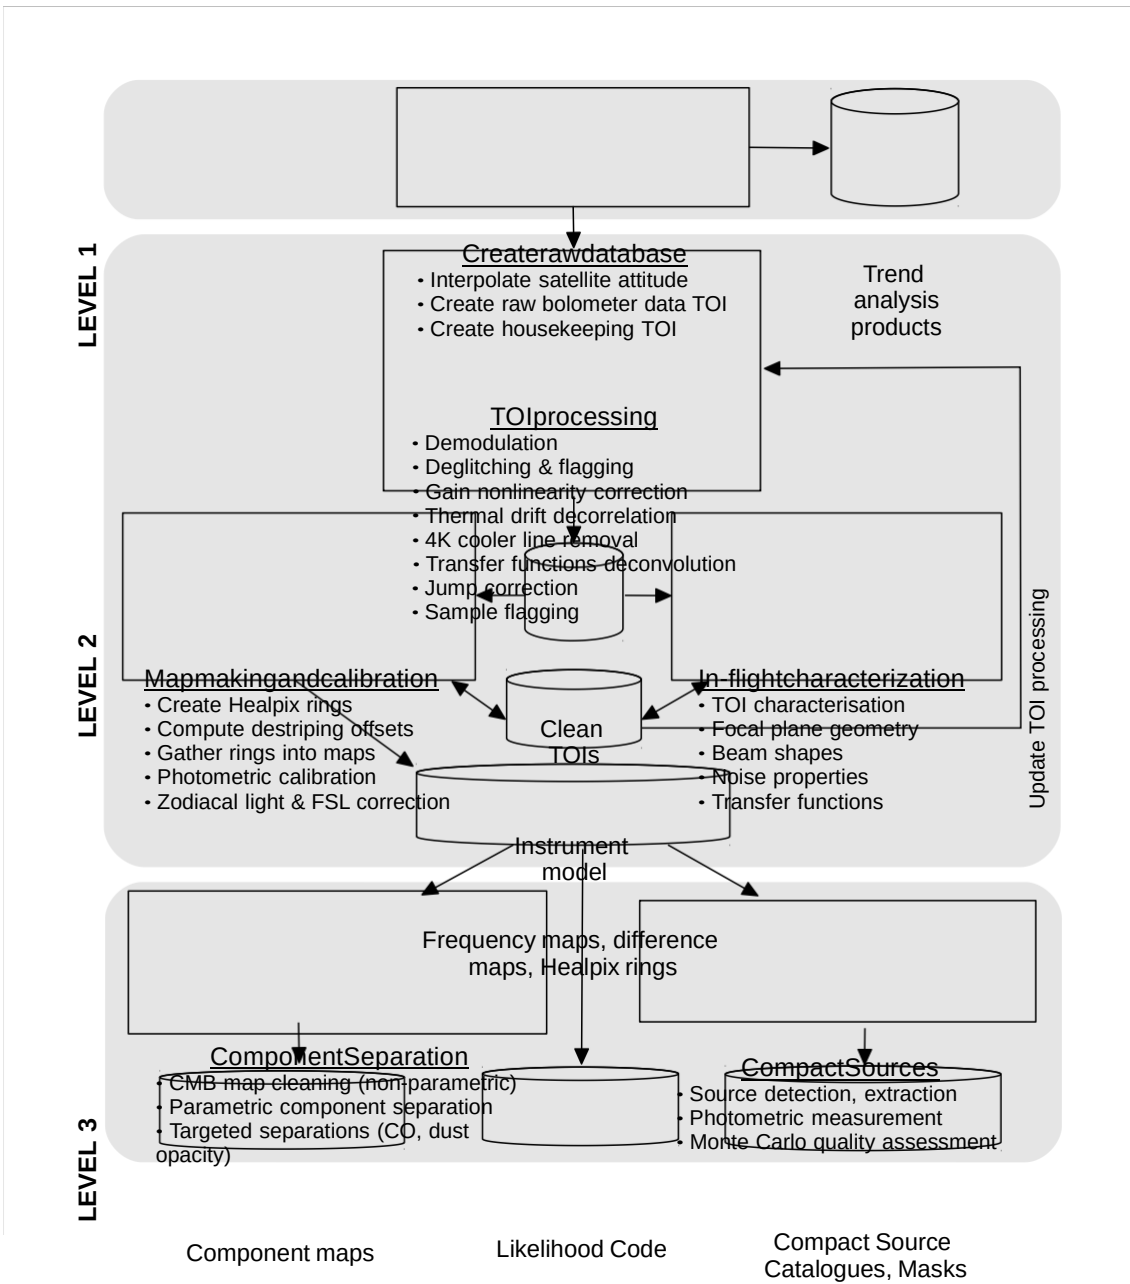 LEVEL 1
Createrawdatabase
• Interpolate satellite attitude
• Create raw bolometer data TOI
• Create housekeeping TOI
Trend
analysis
products
TOIprocessing
• Demodulation
• Deglitching & flagging
• Gain nonlinearity correction
• Thermal drift decorrelation
• 4K cooler line removal
• Transfer functions deconvolution
• Jump correction
• Sample flagging
LEVEL 2
Mapmakingandcalibration
• Create Healpix rings
• Compute destriping offsets
• Gather rings into maps
• Photometric calibration
• Zodiacal light & FSL correction
Clean
TOIs
In-flightcharacterization
• TOI characterisation
• Focal plane geometry
• Beam shapes
• Noise properties
• Transfer functions
Update TOI processing
Instrument
model
Frequency maps, difference
maps, Healpix rings
LEVEL 3
ComponentSeparation
• CMB map cleaning (non-parametric)
• Parametric component separation
• Targeted separations (CO, dust
opacity)
CompactSources
• Source detection, extraction
• Photometric measurement
• Monte Carlo quality assessment
Component maps
Likelihood Code
Compact Source
Catalogues, Masks